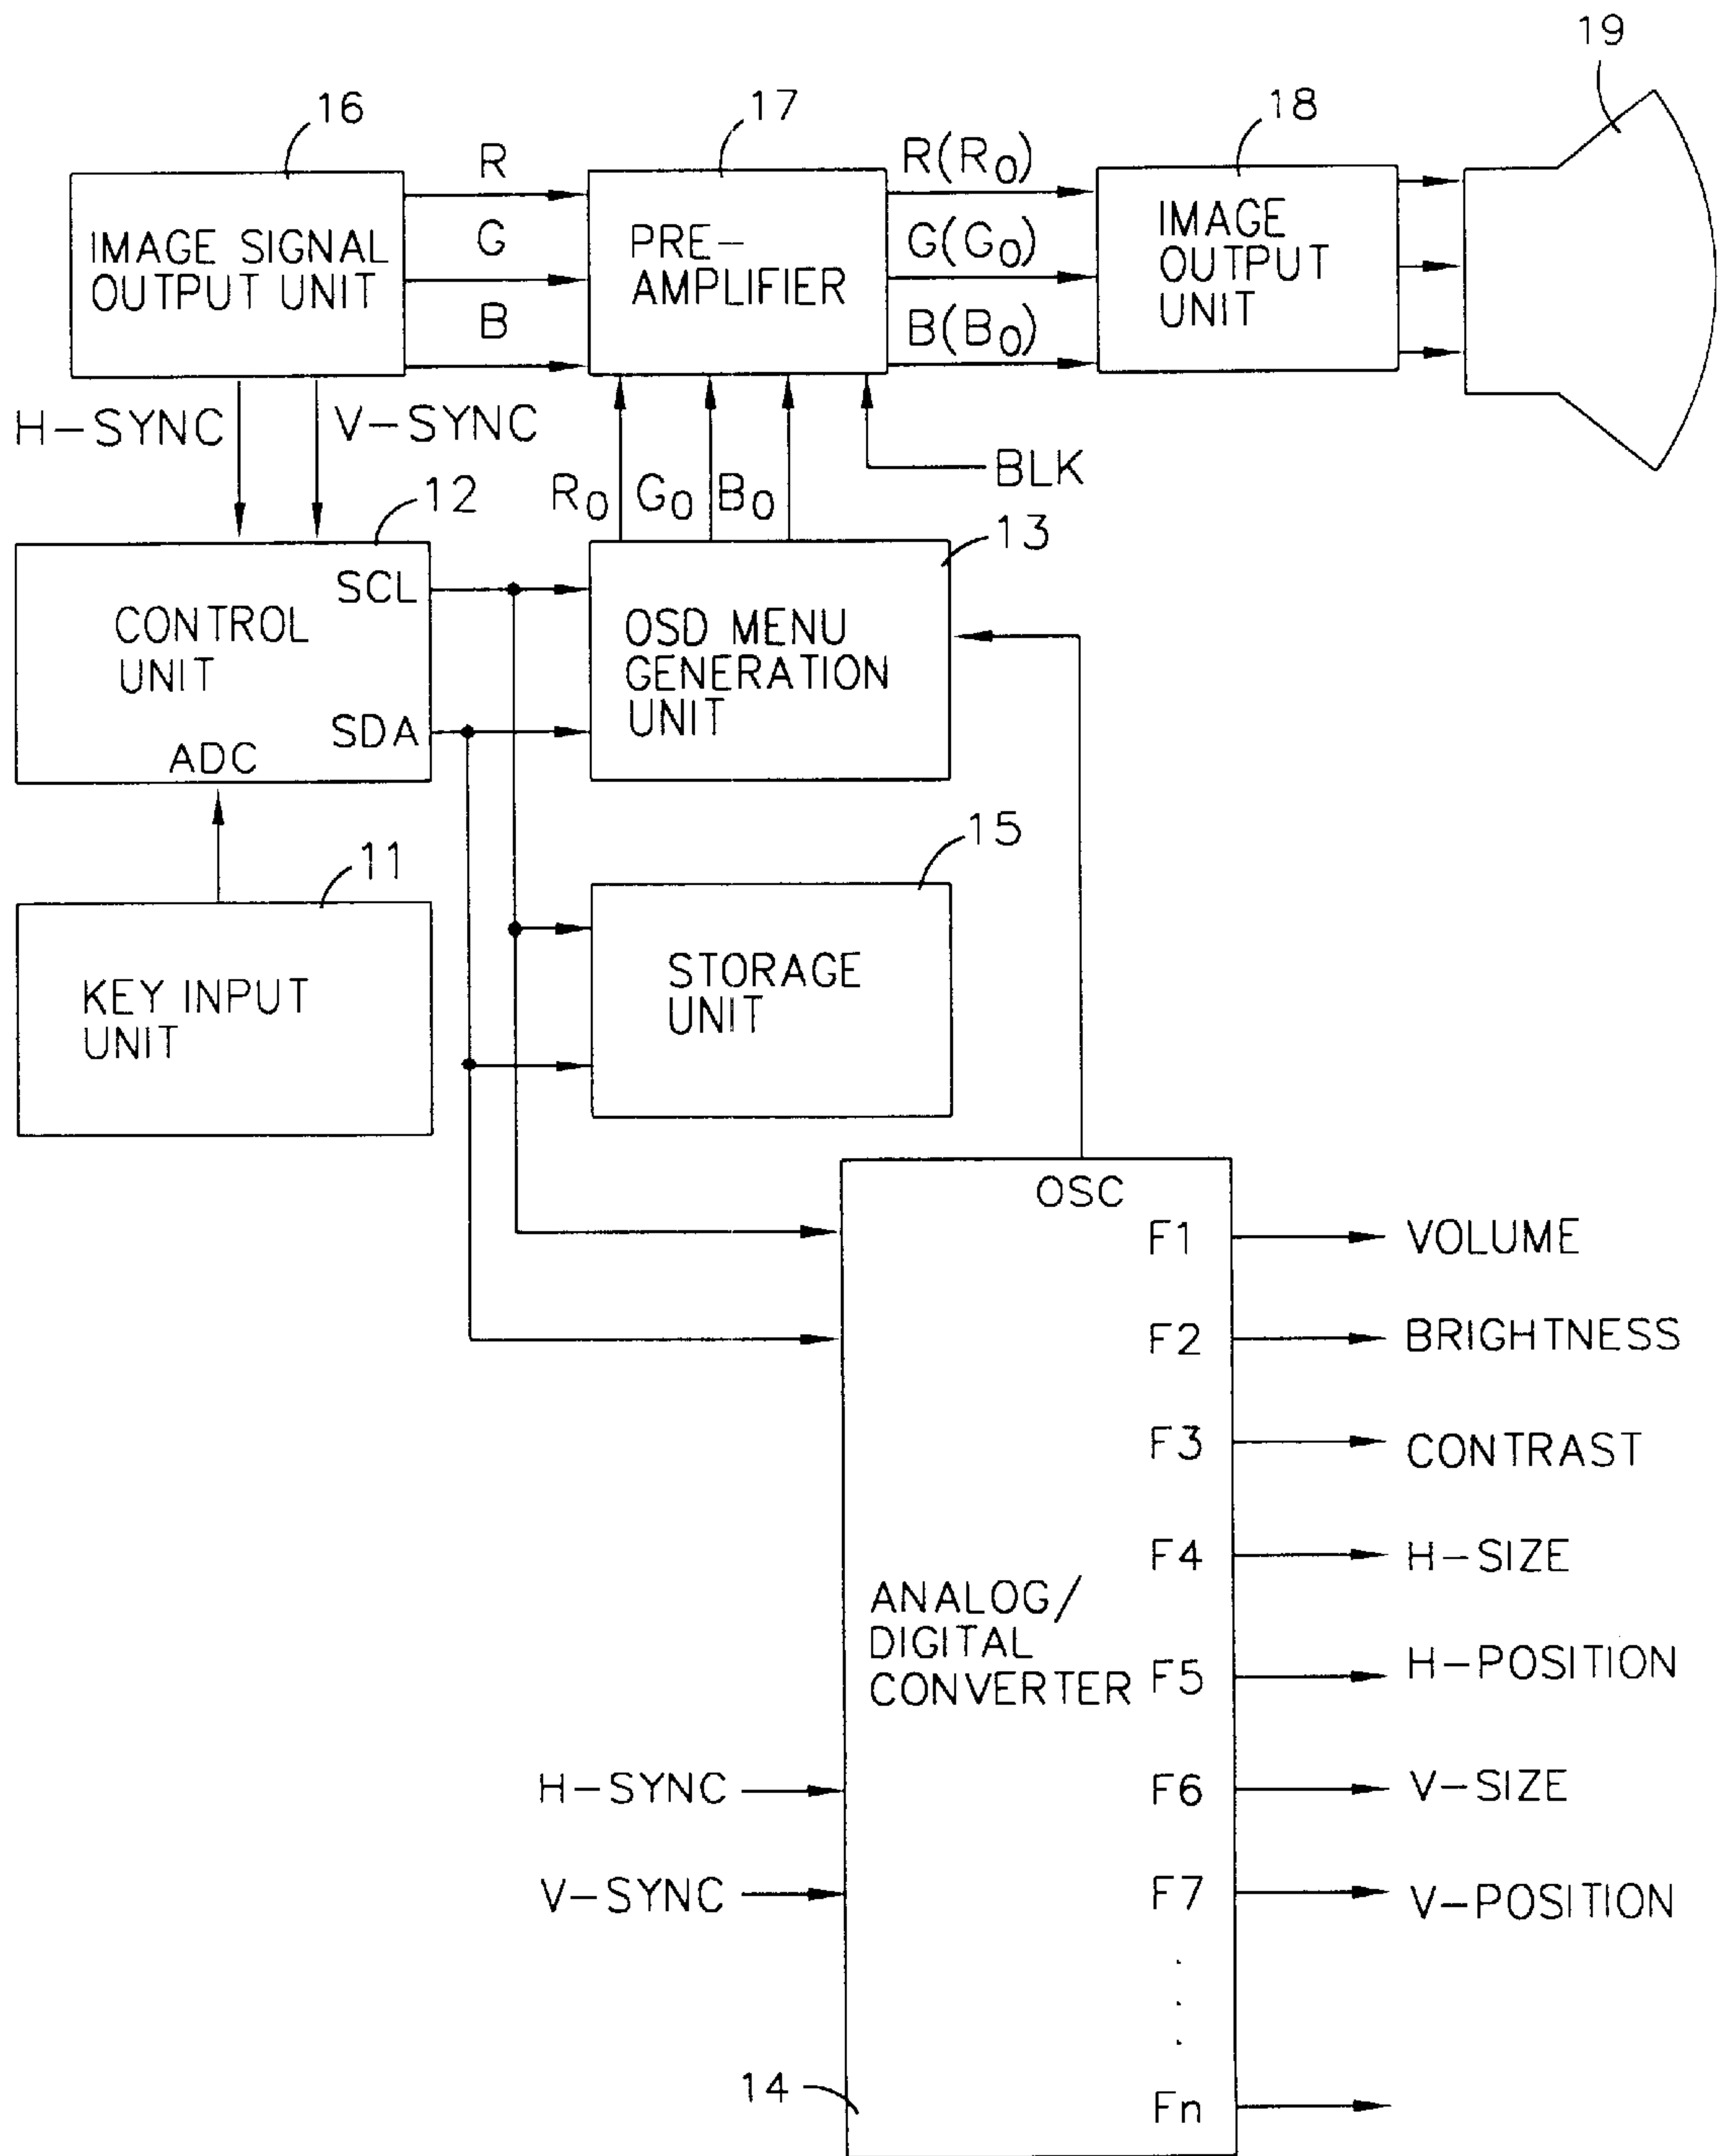 19
16
17
18
R
R(R0)
IMAGE SIGNAL
OUTPUT UNIT
G
PRE-
AMPLIFIER
G(G0)
IMAGE
OUTPUT
UNIT
B
B(B0)
H-SYNC
V-SYNC
BLK
12
R0
G0
B0
13
SCL
CONTROL
UNIT
OSD MENU
GENERATION
UNIT
SDA
ADC
15
11
STORAGE
UNIT
KEY INPUT
UNIT
OSC
F1
VOLUME
F2
BRIGHTNESS
F3
CONTRAST
F4
H-SIZE
ANALOG/
DIGITAL
CONVERTER
F5
H-POSITION
H-SYNC
F6
V-SIZE
V-SYNC
F7
V-POSITION
.
.
.
14
Fn